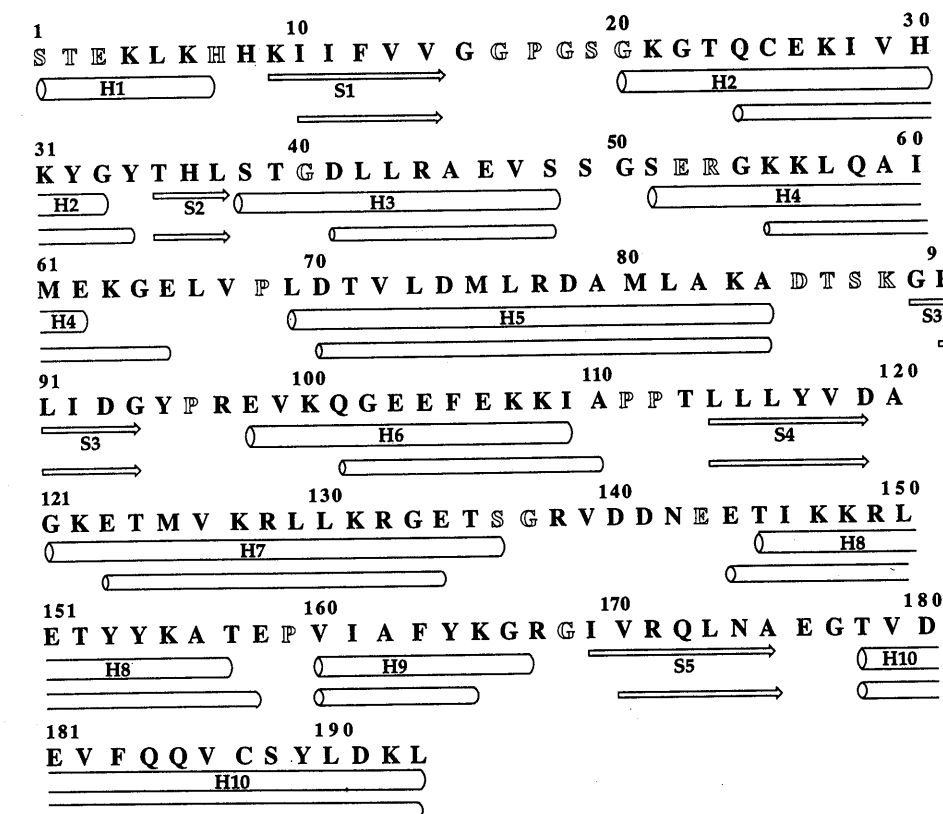 1 10 20 30
S T E K L K H H K I I F V V G G P G S G K G T Q C E K I V H
H1 S1 H2
31 40 50 60
K Y G Y T H L S T G D L L R A E V S S G S E R G K K L Q A I
H2 S2 H3 H4
61 70 80 9
M E K G E L V P L D T V L D M L R D A M L A K A D T S K G
H4 H5 S3
91 100 110 120
L I D G Y P R E V K Q G E E F E K K I A P P T L L L Y V D A
S3 H6 S4
121 130 140 150
G K E T M V K R L L K R G E T S G R V D D N E E T I K K R L
H7 H8
151 160 170 180
E T Y Y K A T E P V I A F Y K G R G I V R Q L N A E G T V D
H8 H9 S5 H10
181 190
E V F Q Q V C S Y L D K L
H10